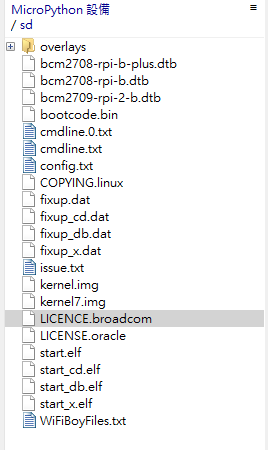 MicroPython 設備
/ sd
overlays
bcm2708-rpi-b-plus.dtb
bcm2708-rpi-b.dtb
bcm2709-rpi-2-b.dtb
bootcode.bin
cmdline.0.txt
cmdline.txt
config.txt
COPYING.linux
fixup.dat
fixup_cd.dat
fixup_db.dat
fixup_x.dat
issue.txt
kernel.img
kernel7.img
LICENCE.broadcom
LICENSE.oracle
start.elf
start_cd.elf
start_db.elf
start_x.elf
WiFiBoyFiles.txt